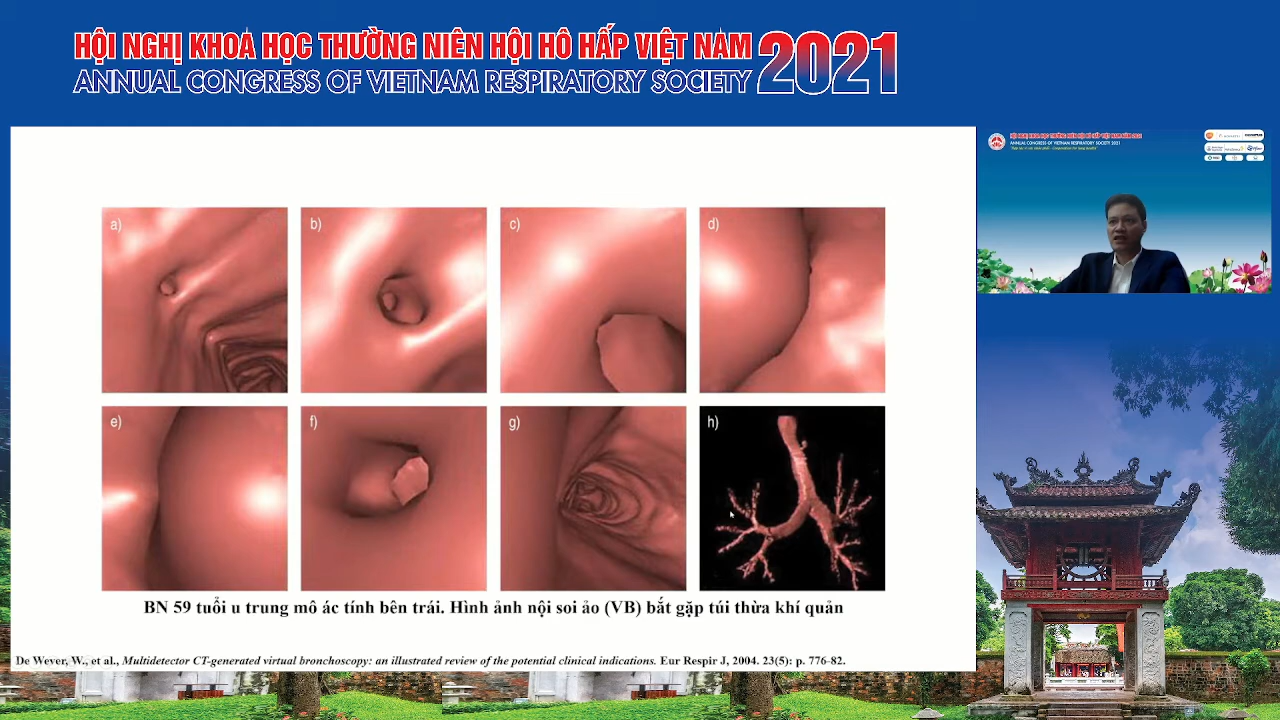 HỘI NGHỊ KHOA HỌC THƯỜNG NIÊN HỘI HÔ HẤP VIỆT NAM
ANNUAL CONGRESS OF VIETNAM RESPIRATORY SOCIETY
2021
ANNUAL CONGRESS OF VIETNAM RESPIRATORY SOCIETY 2021
a)
b)
c)
d)
e)
f)
g)
h)
BN 59 tuổi u trung mô ác tính bên trái. Hình ảnh nội soi ảo (VB) bắt gặp túi thừa khí quản
De Wever, W., et al., Multidetector CT-generated virtual bronchoscopy: an illustrated review of the potential clinical indications. Eur Respir J, 2004. 23(5): p. 776-82.